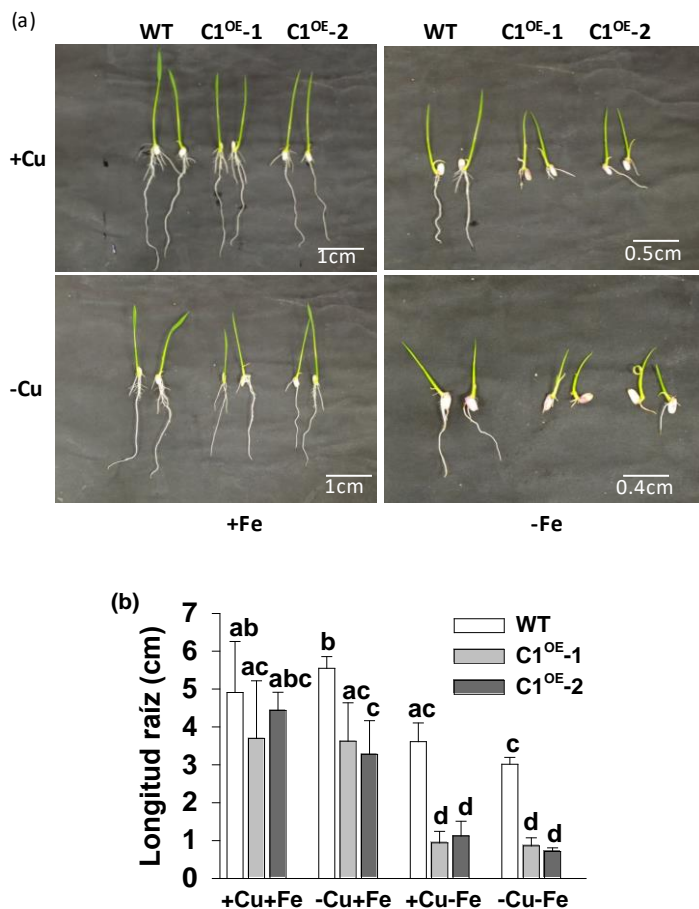 (a)
WT C1ᴼᴱ-1 C1ᴼᴱ-2 WT C1ᴼᴱ-1 C1ᴼᴱ-2
+Cu
1cm 0.5cm
-Cu
1cm 0.4cm
+Fe -Fe
(b)
Longitud raíz (cm)
7
6
5
4
3
2
1
0
ab
ac
abc
b
ac
c
ac
d
d
c
d
d
WT
C1ᴼᴱ-1
C1ᴼᴱ-2
+Cu+Fe -Cu+Fe +Cu-Fe -Cu-Fe